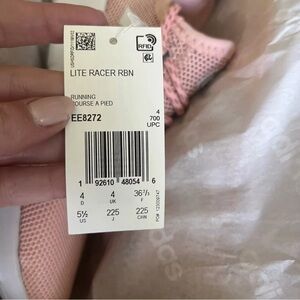 RFID
LITE RACER RBN
RUNNING
COURSE A PIED
EE8272
4
700
UPC
1 92610 48054 6
4 4 36⅔
D UK F
5½ 225 225
US J CHN